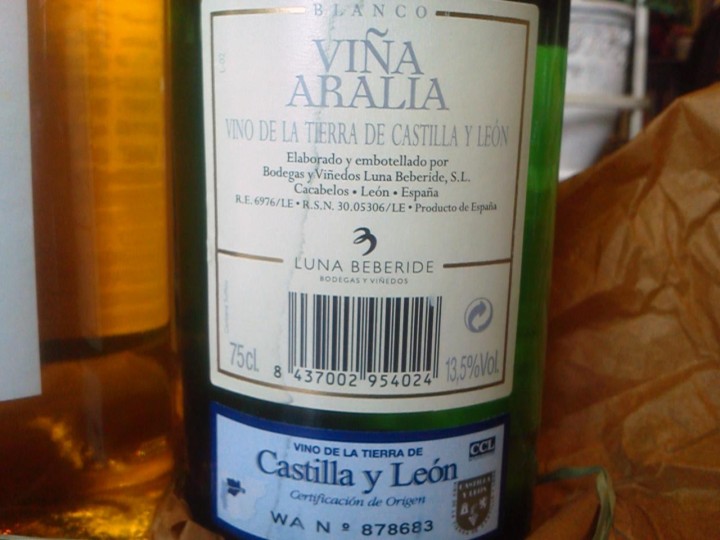 BLANCO
VIÑA
ARALIA
VINO DE LA TIERRA DE CASTILLA Y LEÓN
Elaborado y embotellado por
Bodegas y Viñedos Luna Beberide, S.L.
Cacabelos • León • España
R.E. 6976/LE • R.S.N. 30.05306/LE • Producto de España
LUNA BEBERIDE
BODEGAS Y VIÑEDOS
75cl.
8 437002 954024
13,5%Vol.
VINO DE LA TIERRA DE
CCL
Castilla y León
Certificación de Origen
CASTILLA
Y LEÓN
WA Nº 878683